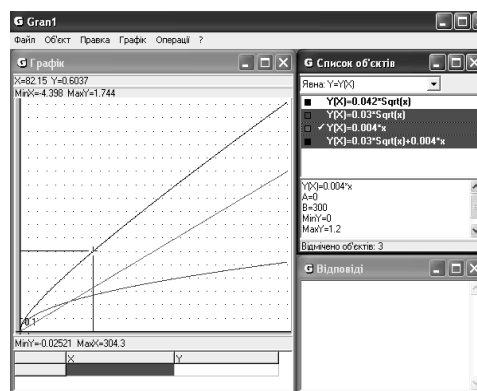 Gran1
Файл Об'єкт Правка Графік Операції ?
Графік
X=82.15 Y=0.6037
MinX=-4.398 MaxY=1.744
0.1
MinY=-0.02521 MaxX=304.3
X Y
Список об'єктів
Явна: Y=Y(X)
Y(X)=0.042*Sqrt(x)
Y(X)=0.03*Sqrt(x)
Y(X)=0.004*x
Y(X)=0.03*Sqrt(x)+0.004*x
Y(X)=0.004*x
A=0
B=300
MinY=0
MaxY=1.2
Відмічено об'єктів: 3
Відповіді